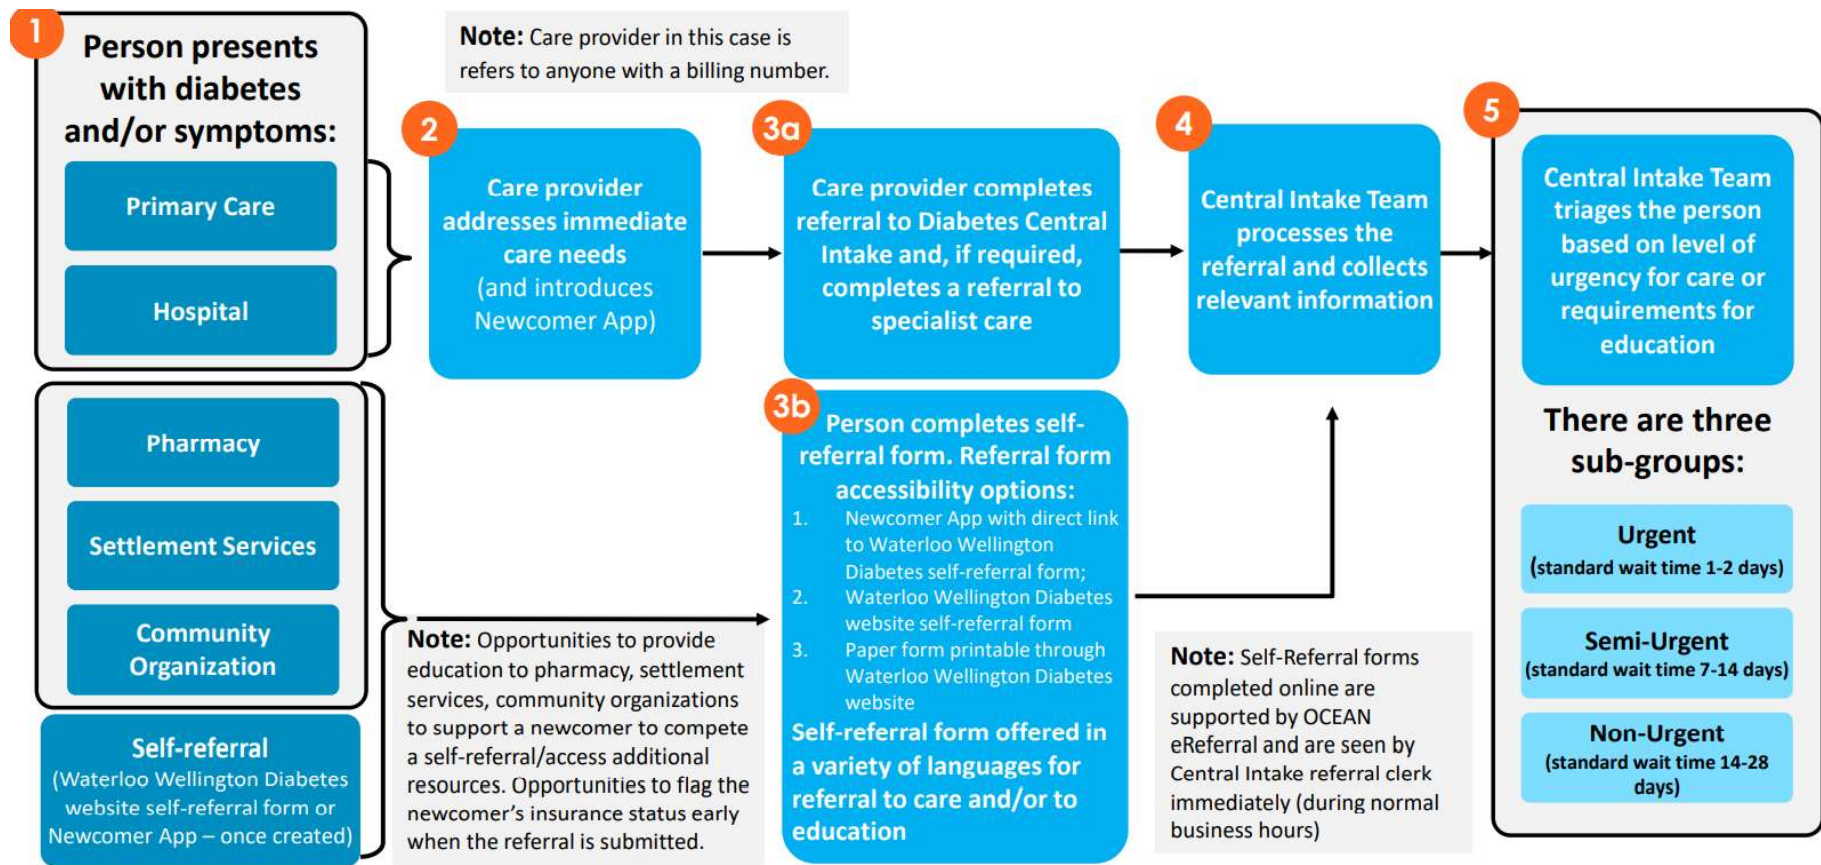 1
Person presents
with diabetes
and/or symptoms:
Primary Care
Hospital
Pharmacy
Settlement Services
Community
Organization
Self-referral
(Waterloo Wellington Diabetes
website self-referral form or
Newcomer App – once created)
Note: Care provider in this case is
refers to anyone with a billing number.
2
Care provider
addresses immediate
care needs
(and introduces
Newcomer App)
3a
Care provider completes
referral to Diabetes Central
Intake and, if required,
completes a referral to
specialist care
3b
Person completes self-
referral form. Referral form
accessibility options:
1. Newcomer App with direct link
to Waterloo Wellington
Diabetes self-referral form;
2. Waterloo Wellington Diabetes
website self-referral form
3. Paper form printable through
Waterloo Wellington Diabetes
website
Self-referral form offered in
a variety of languages for
referral to care and/or to
education
Note: Opportunities to provide
education to pharmacy, settlement
services, community organizations
to support a newcomer to compete
a self-referral/access additional
resources. Opportunities to flag the
newcomer's insurance status early
when the referral is submitted.
4
Central Intake Team
processes the
referral and collects
relevant information
Note: Self-Referral forms
completed online are
supported by OCEAN
eReferral and are seen by
Central Intake referral clerk
immediately (during normal
business hours)
5
Central Intake Team
triages the person
based on level of
urgency for care or
requirements for
education
There are three
sub-groups:
Urgent
(standard wait time 1-2 days)
Semi-Urgent
(standard wait time 7-14 days)
Non-Urgent
(standard wait time 14-28
days)